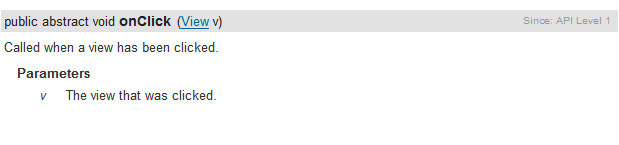 public abstract void onClick (View v) Since: API Level 1
Called when a view has been clicked.
Parameters
v The view that was clicked.